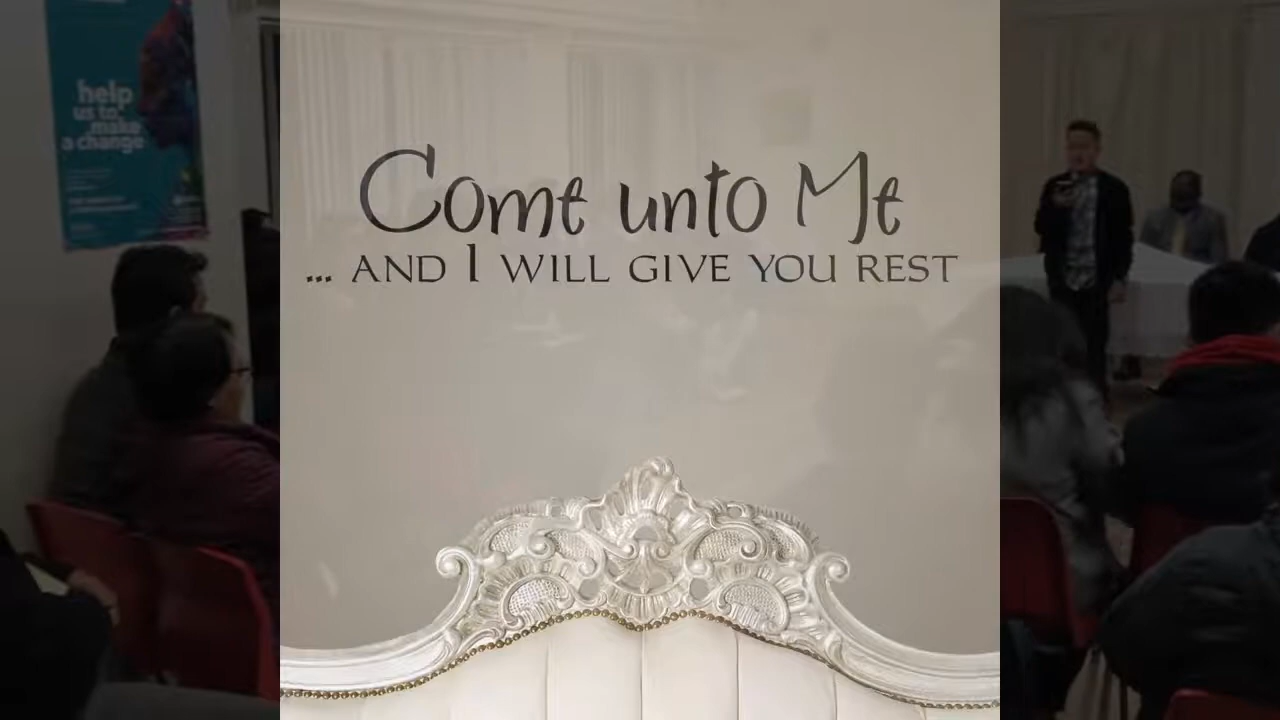 help
us to
make
a change
Come unto Me
... AND I WILL GIVE YOU REST